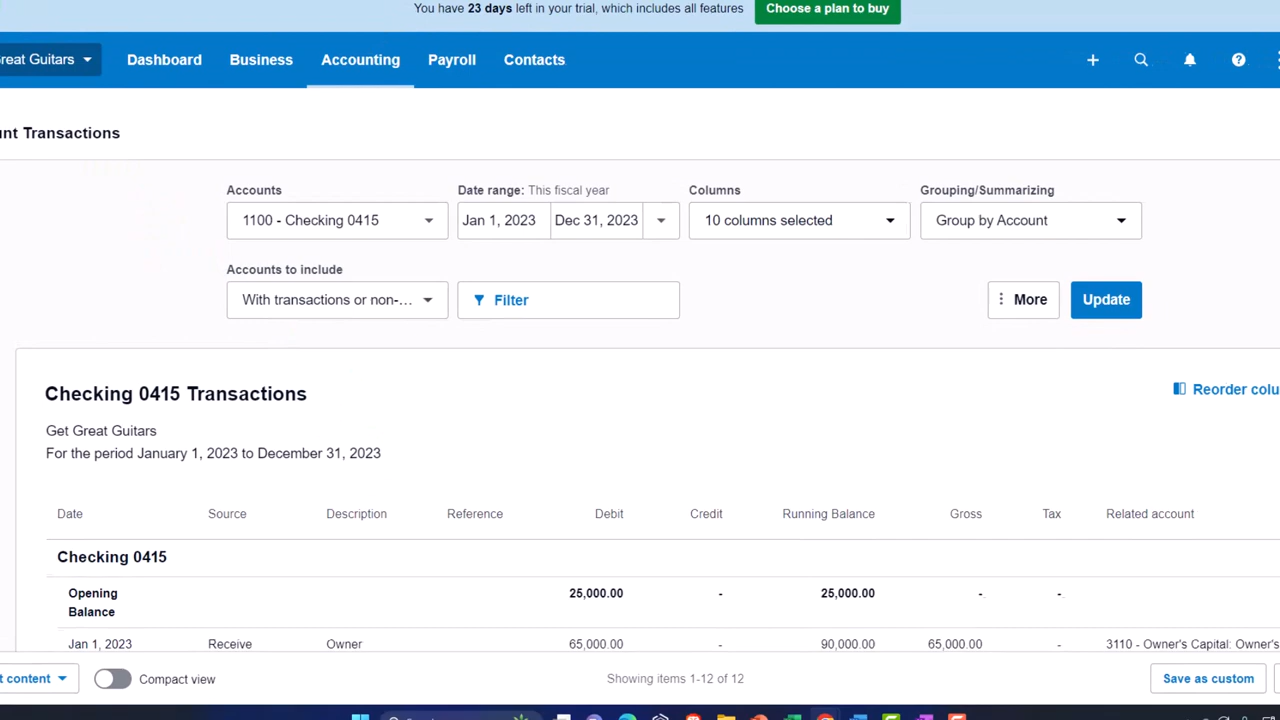 You have 23 days left in your trial, which includes all features Choose a plan to buy
reat Guitars Dashboard Business Accounting Payroll Contacts
unt Transactions
Accounts Date range: This fiscal year Columns Grouping/Summarizing
1100 - Checking 0415 Jan 1, 2023 Dec 31, 2023 10 columns selected Group by Account
Accounts to include
With transactions or non-... Filter More Update
Checking 0415 Transactions
Reorder colu
Get Great Guitars
For the period January 1, 2023 to December 31, 2023
Date Source Description Reference Debit Credit Running Balance Gross Tax Related account
Checking 0415
Opening Balance 25,000.00 - 25,000.00 - -
Jan 1, 2023 Receive Owner 65,000.00 - 90,000.00 65,000.00 - 3110 - Owner's Capital: Owner's
t content Compact view Showing items 1-12 of 12 Save as custom